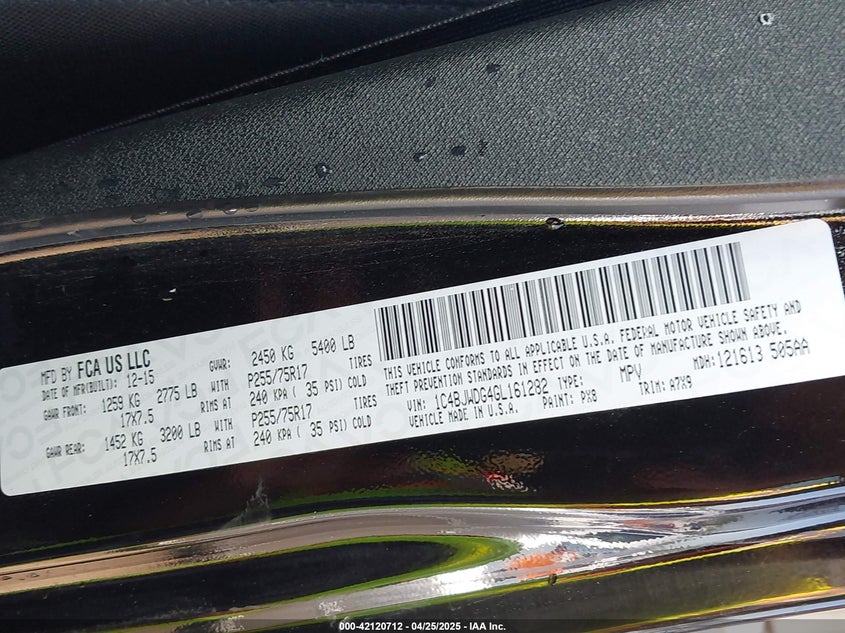 MFD BY FCA US LLC
DATE OF MFR(BUILT): 12-15 GVWR: 2450 KG 5400 LB
GAWR FRONT: 1259 KG 2775 LB WITH P255/75R17 TIRES
17X7.5 RIMS AT 240 KPA ( 35 PSI) COLD
GAWR REAR: 1452 KG 3200 LB WITH P255/75R17 TIRES
17X7.5 RIMS AT 240 KPA ( 35 PSI) COLD
THIS VEHICLE CONFORMS TO ALL APPLICABLE U.S.A. FEDERAL MOTOR VEHICLE SAFETY AND
THEFT PREVENTION STANDARDS IN EFFECT ON THE DATE OF MANUFACTURE SHOWN ABOVE.
VIN: 1C4BJWDG4GL161282 TYPE: MPV MDH: 121613 505AA
VEHICLE MADE IN U.S.A. PAINT: PX8 TRIM: A7X9
000-42120712 - 04/25/2025 - IAA Inc.